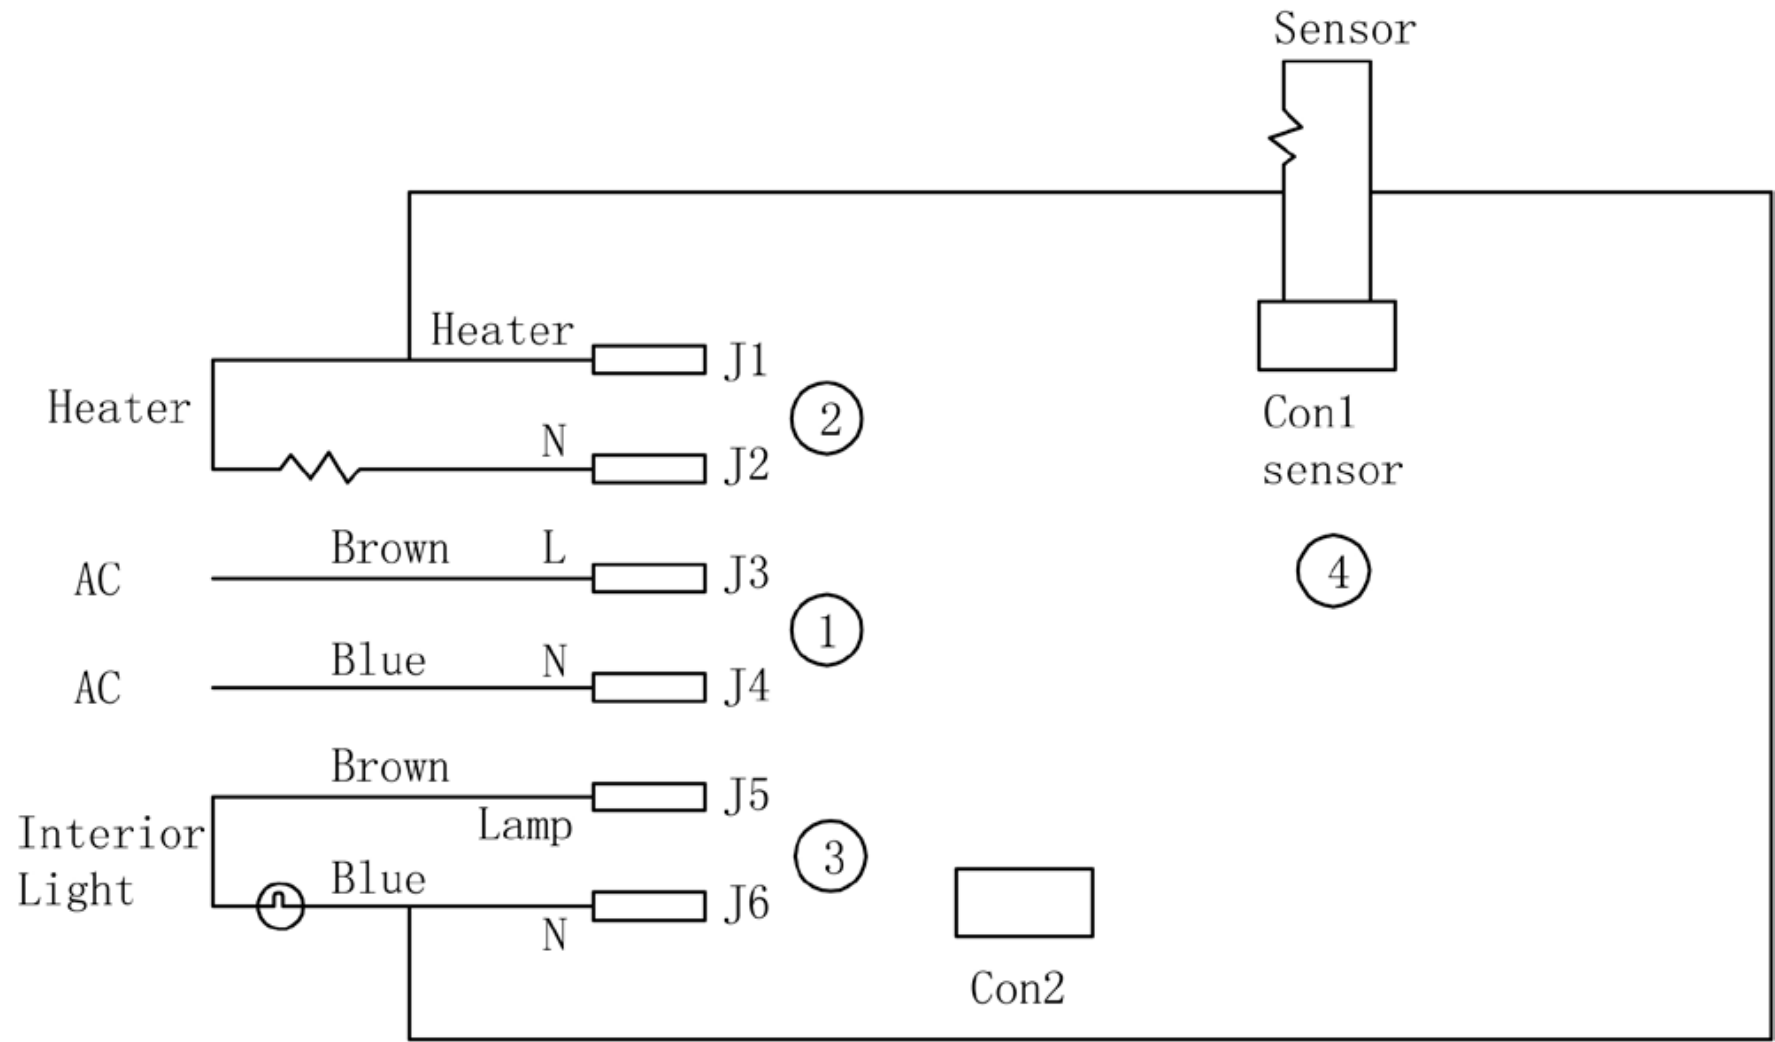 Sensor
Heater
J1
Heater
2
N
J2
Con1
sensor
Brown
L
J3
AC
4
1
Blue
N
J4
AC
Brown
J5
Lamp
Interior
Light
3
Blue
J6
N
Con2